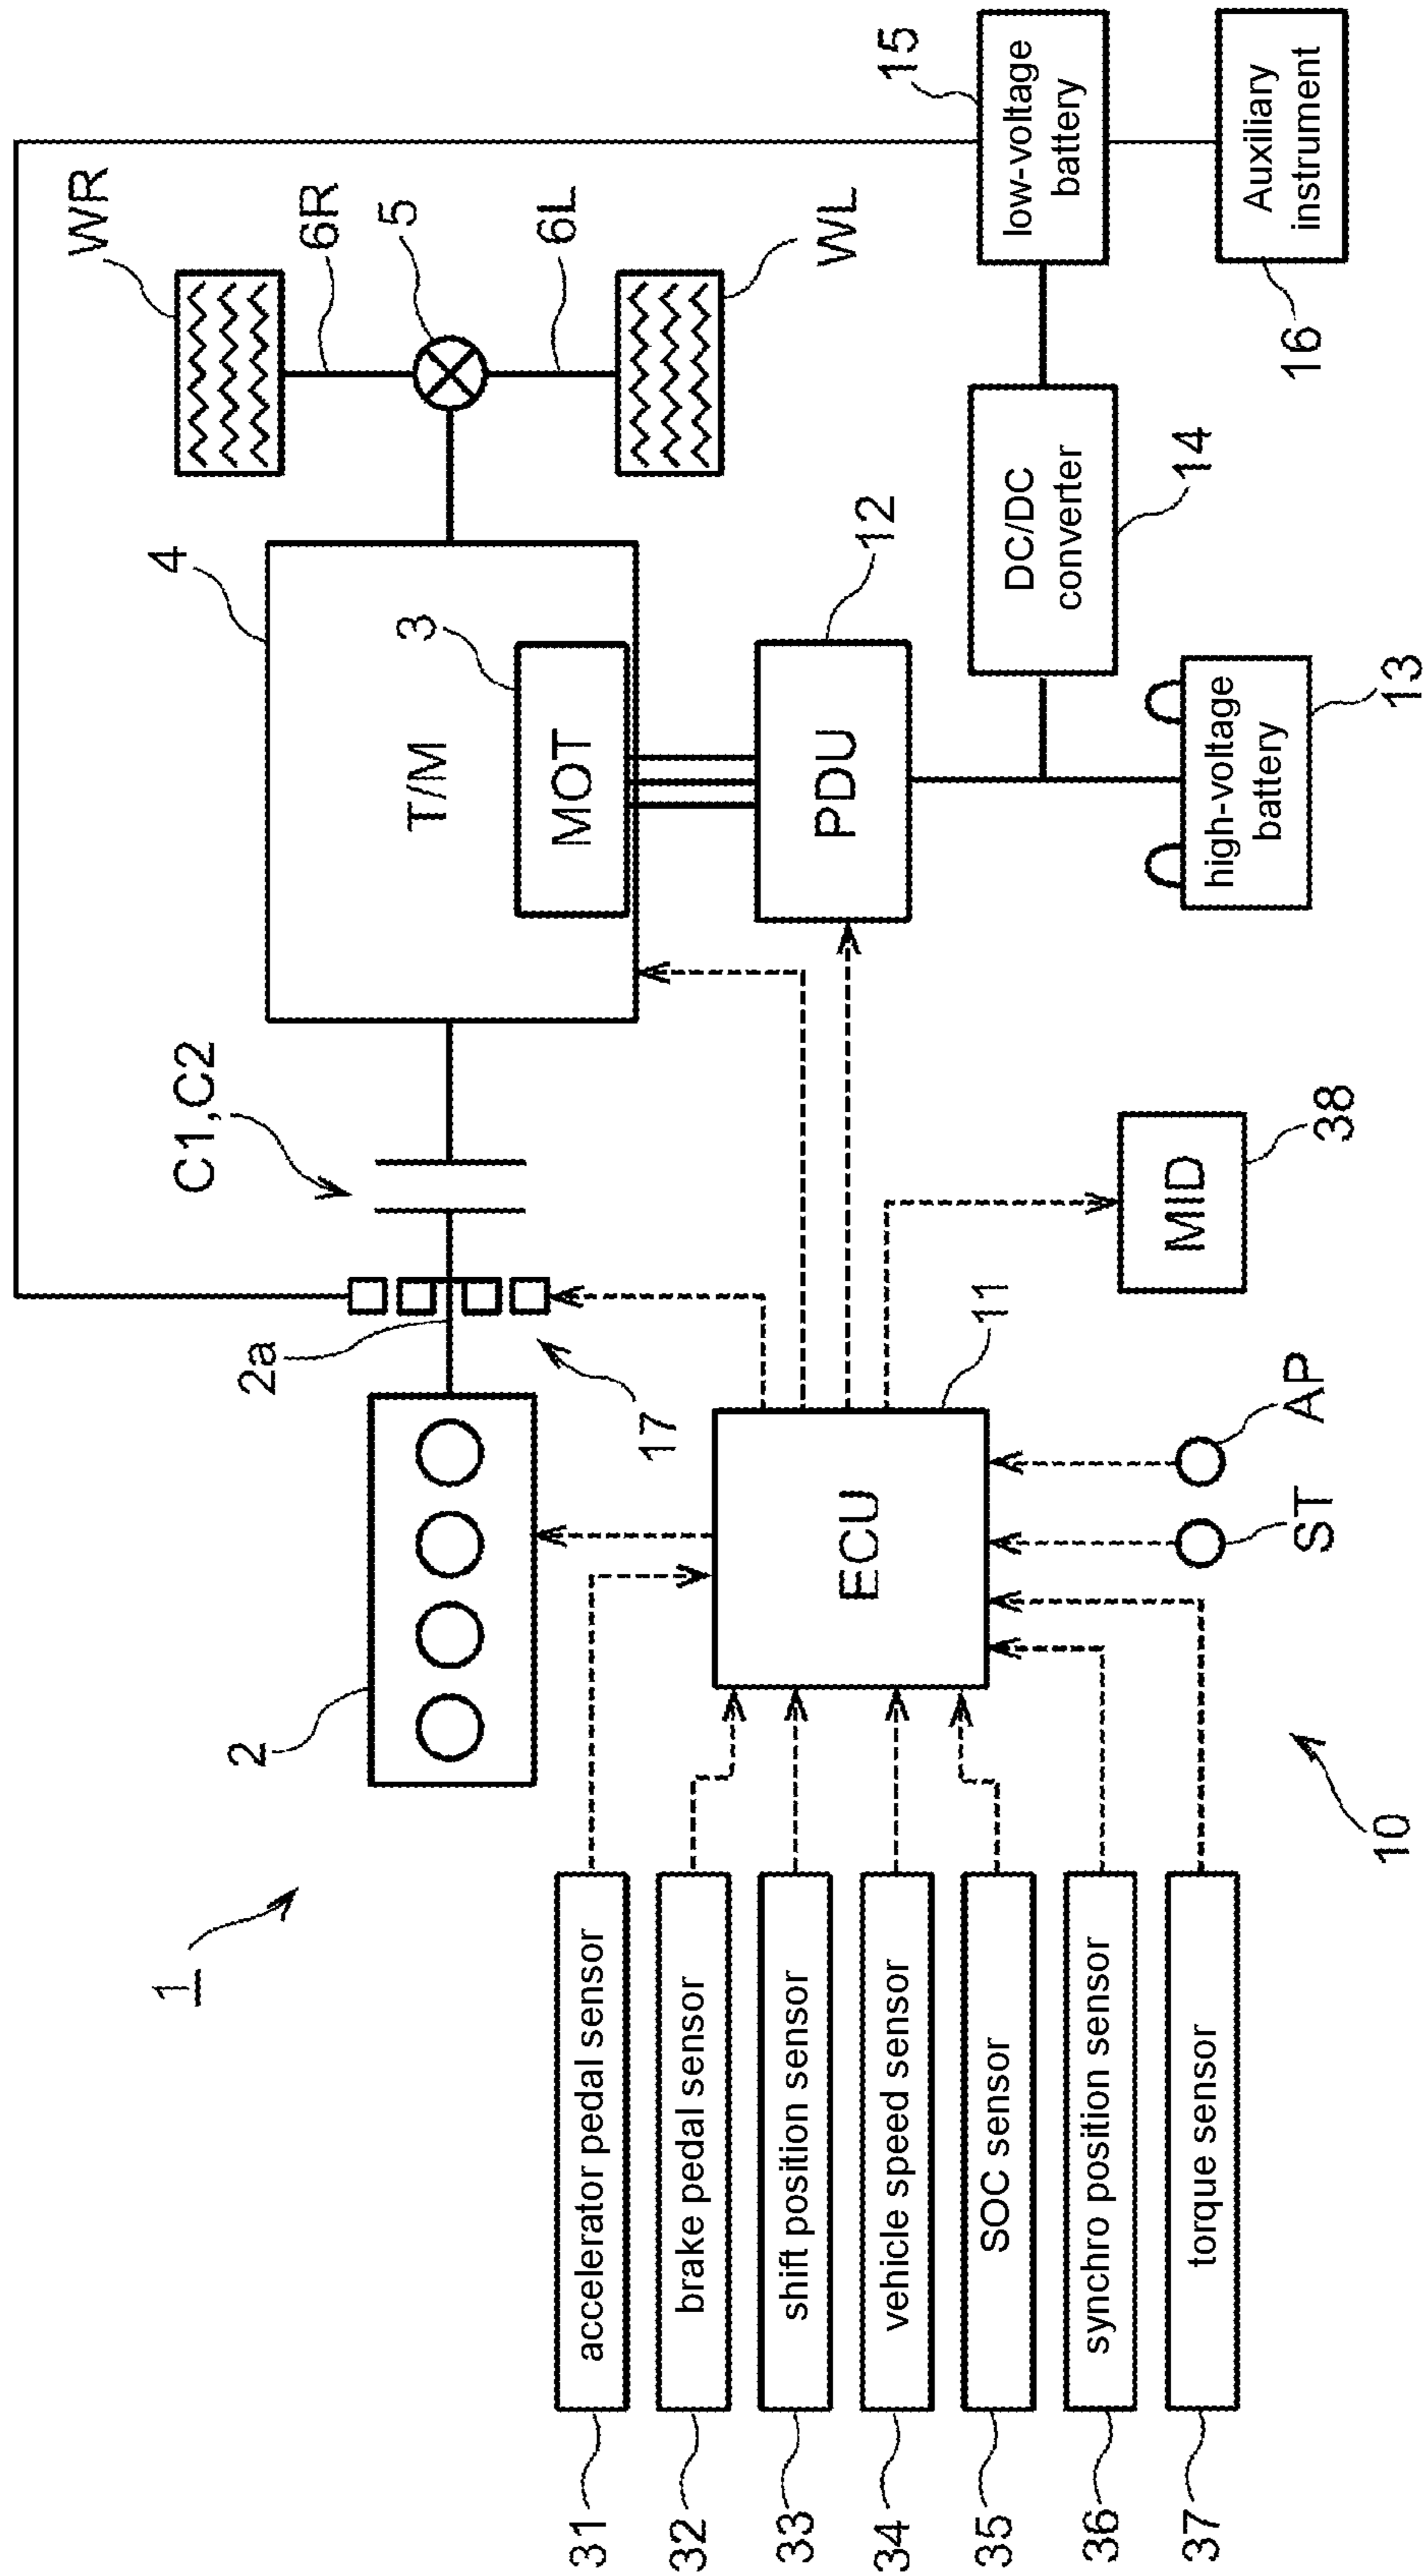 1
2
2a
C1,C2
4
T/M
3
MOT
WR
6R
5
6L
WL
17
ECU
11
PDU
12
DC/DC
converter
14
low-voltage
battery
15
Auxiliary
instrument
16
high-voltage
battery
13
MID
38
AP
ST
10
31
accelerator pedal sensor
32
brake pedal sensor
33
shift position sensor
34
vehicle speed sensor
35
SOC sensor
36
synchro position sensor
37
torque sensor